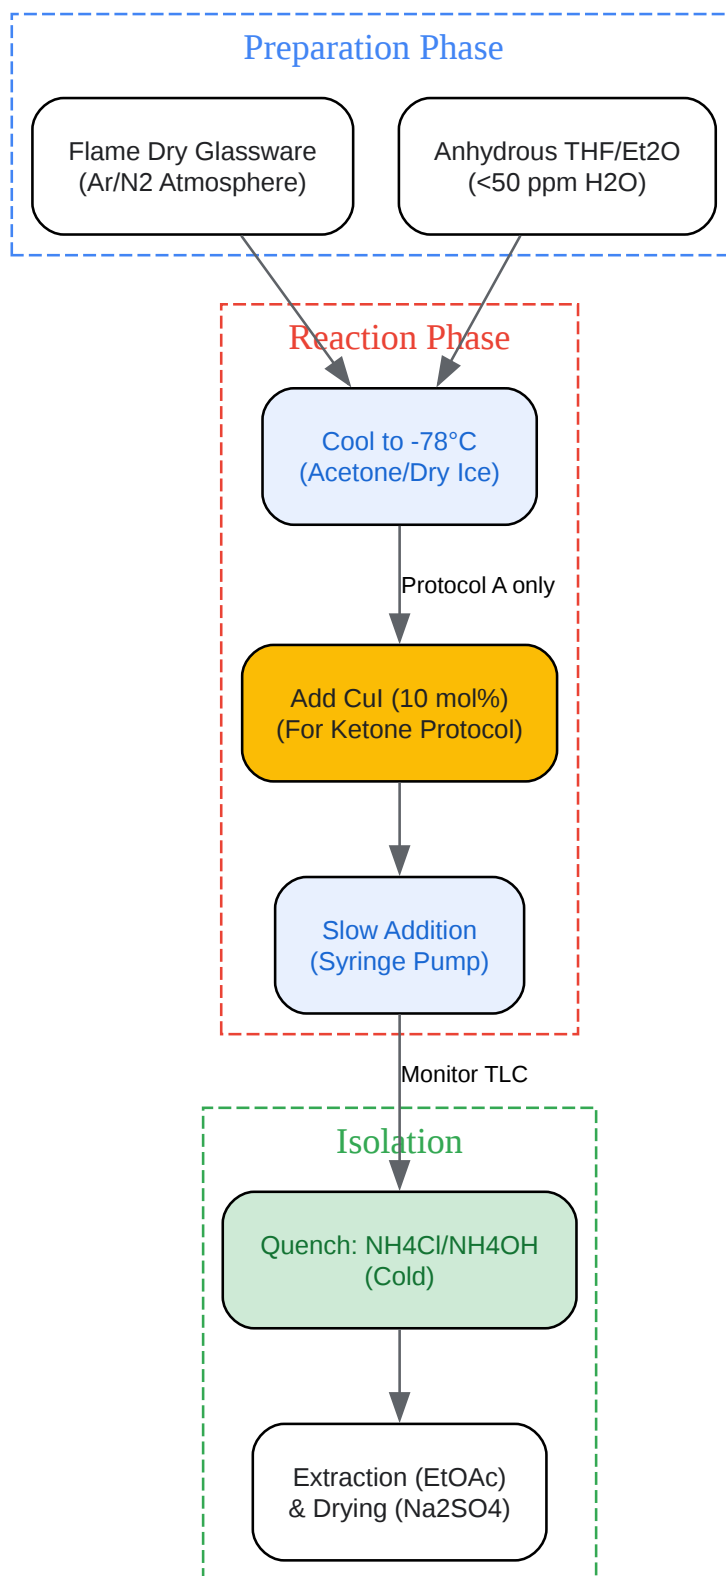 Preparation Phase
Flame Dry Glassware
(Ar/N2 Atmosphere)
Anhydrous THF/Et2O
(<50 ppm H2O)
Reaction Phase
Cool to -78°C
(Acetone/Dry Ice)
Protocol A only
Add CuI (10 mol%)
(For Ketone Protocol)
Slow Addition
(Syringe Pump)
Monitor TLC
Isolation
Quench: NH4Cl/NH4OH
(Cold)
Extraction (EtOAc)
& Drying (Na2SO4)